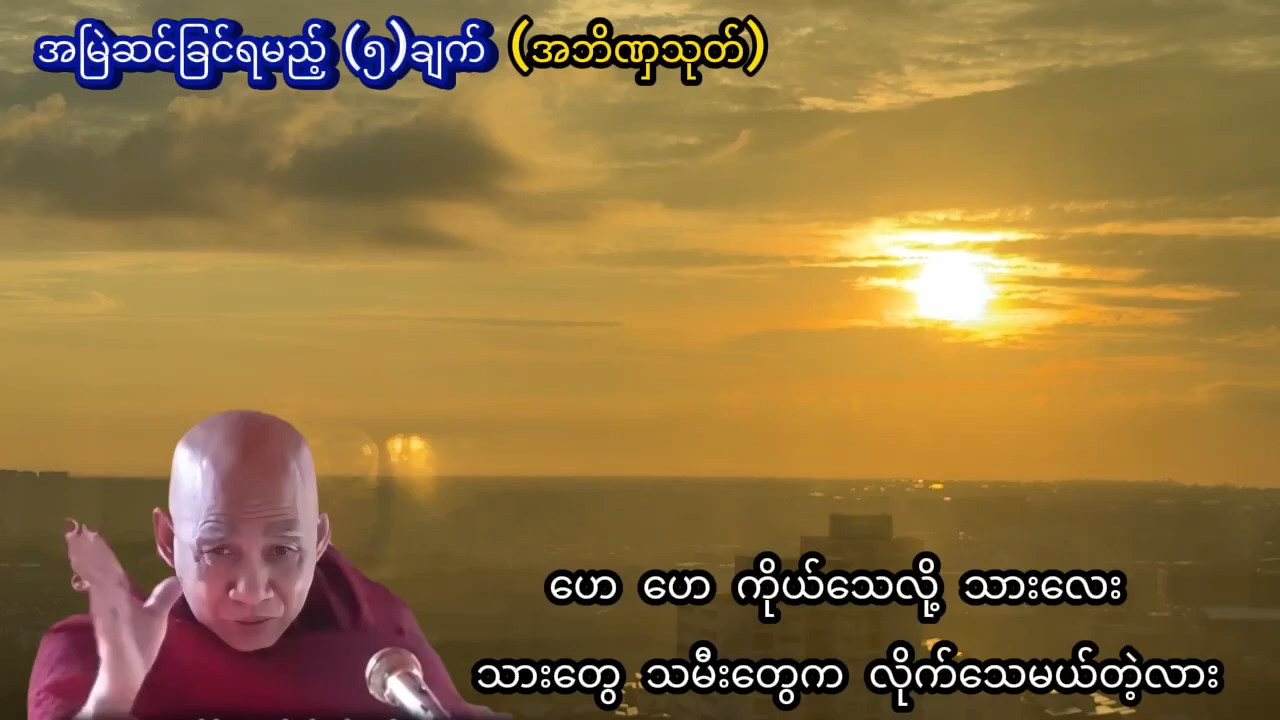 အမြဲဆင်ခြင်ရမည့် (၅)ချက် (အဘိဏှသုတ်)
ဟေ ဟေ ကိုယ်သေလို့ သားလေး
သားတွေ သမီးတွေက လိုက်သေမယ်တဲ့လား